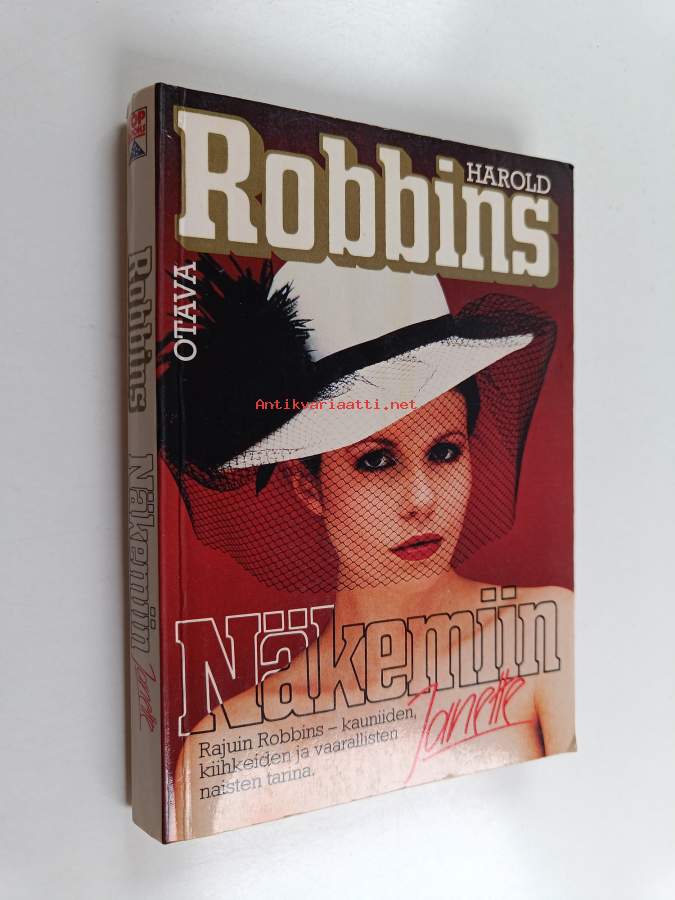 HAROLD
Robbins
OTAVA
Antikvariaatti.net
Näkemiin
Janette
Rajuin Robbins – kauniiden,
kiihkeiden ja vaarallisten
naisten tarina.
Robbins
Näkemiin
Janette